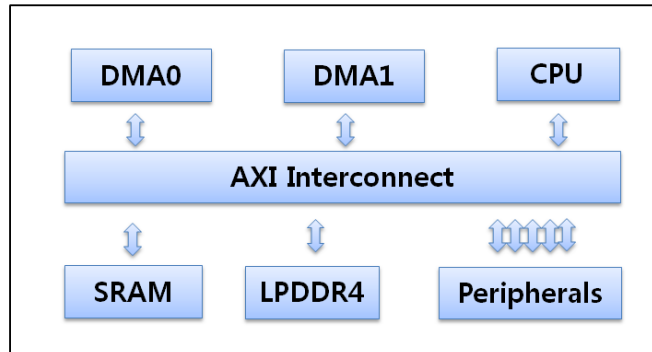 DMA0
DMA1
CPU
AXI Interconnect
SRAM
LPDDR4
Peripherals